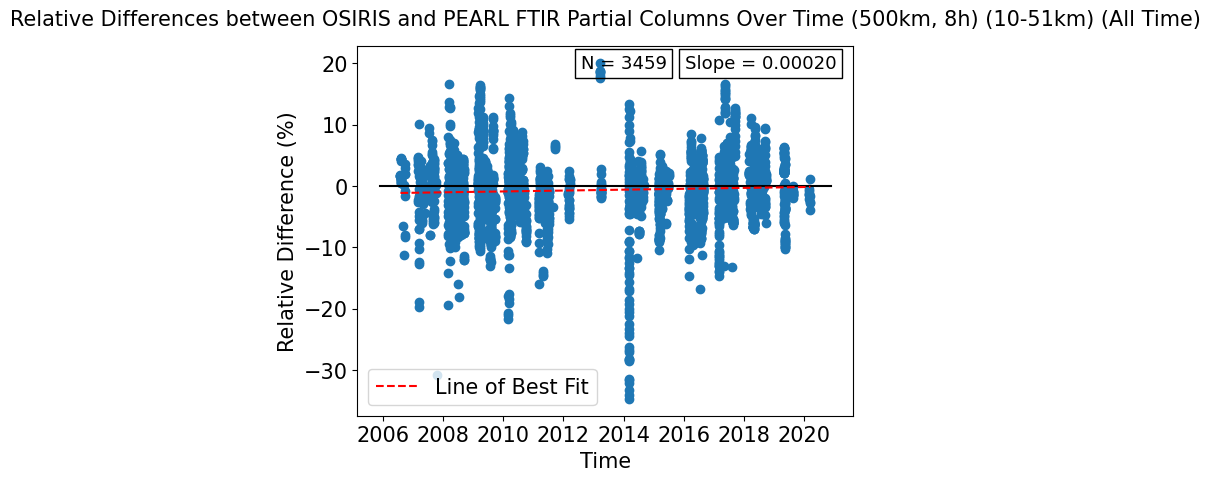 Relative Differences between OSIRIS and PEARL FTIR Partial Columns Over Time (500km, 8h) (10-51km) (All Time)
N = 3459
Slope = 0.00020
20
10
0
−10
−20
−30
Relative Difference (%)
Line of Best Fit
2006 2008 2010 2012 2014 2016 2018 2020
Time